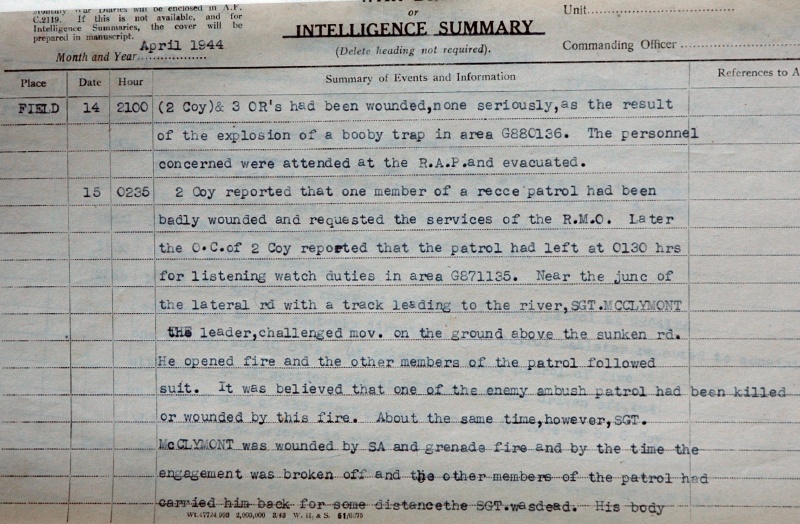 Monthly War Diaries will be enclosed in A.F.
C.2119. If this is not available, and for
Intelligence Summaries, the cover will be
prepared in manuscript.
or
INTELLIGENCE SUMMARY
(Delete heading not required).
Unit
Commanding Officer
Month and Year April 1944
Place Date Hour Summary of Events and Information References to A
FIELD 14 2100 (2 Coy)& 3 OR's had been wounded,none seriously,as the result
of the explosion of a booby trap in area G880136. The personnel
concerned were attended at the R.A.P.and evacuated.
15 0235 2 Coy reported that one member of a recce patrol had been
badly wounded and requested the services of the R.M.O. Later
the O.C.of 2 Coy reported that the patrol had left at 0130 hrs
for listening watch duties in area G871135. Near the junc of
the lateral rd with a track leading to the river,SGT.MCCLYMONT
the leader,challenged mov. on the ground above the sunken rd.
He opened fire and the other members of the patrol followed
suit. It was believed that one of the enemy ambush patrol had been killed
or wounded by this fire. About the same time,however,SGT.
McCLYMONT was wounded by SA and grenade fire and by the time the
engagement was broken off and the other members of the patrol had
carried him back for some distancethe SGT.wasdead. His body
2,000,000 3/43 W. H. & S. 51/6375